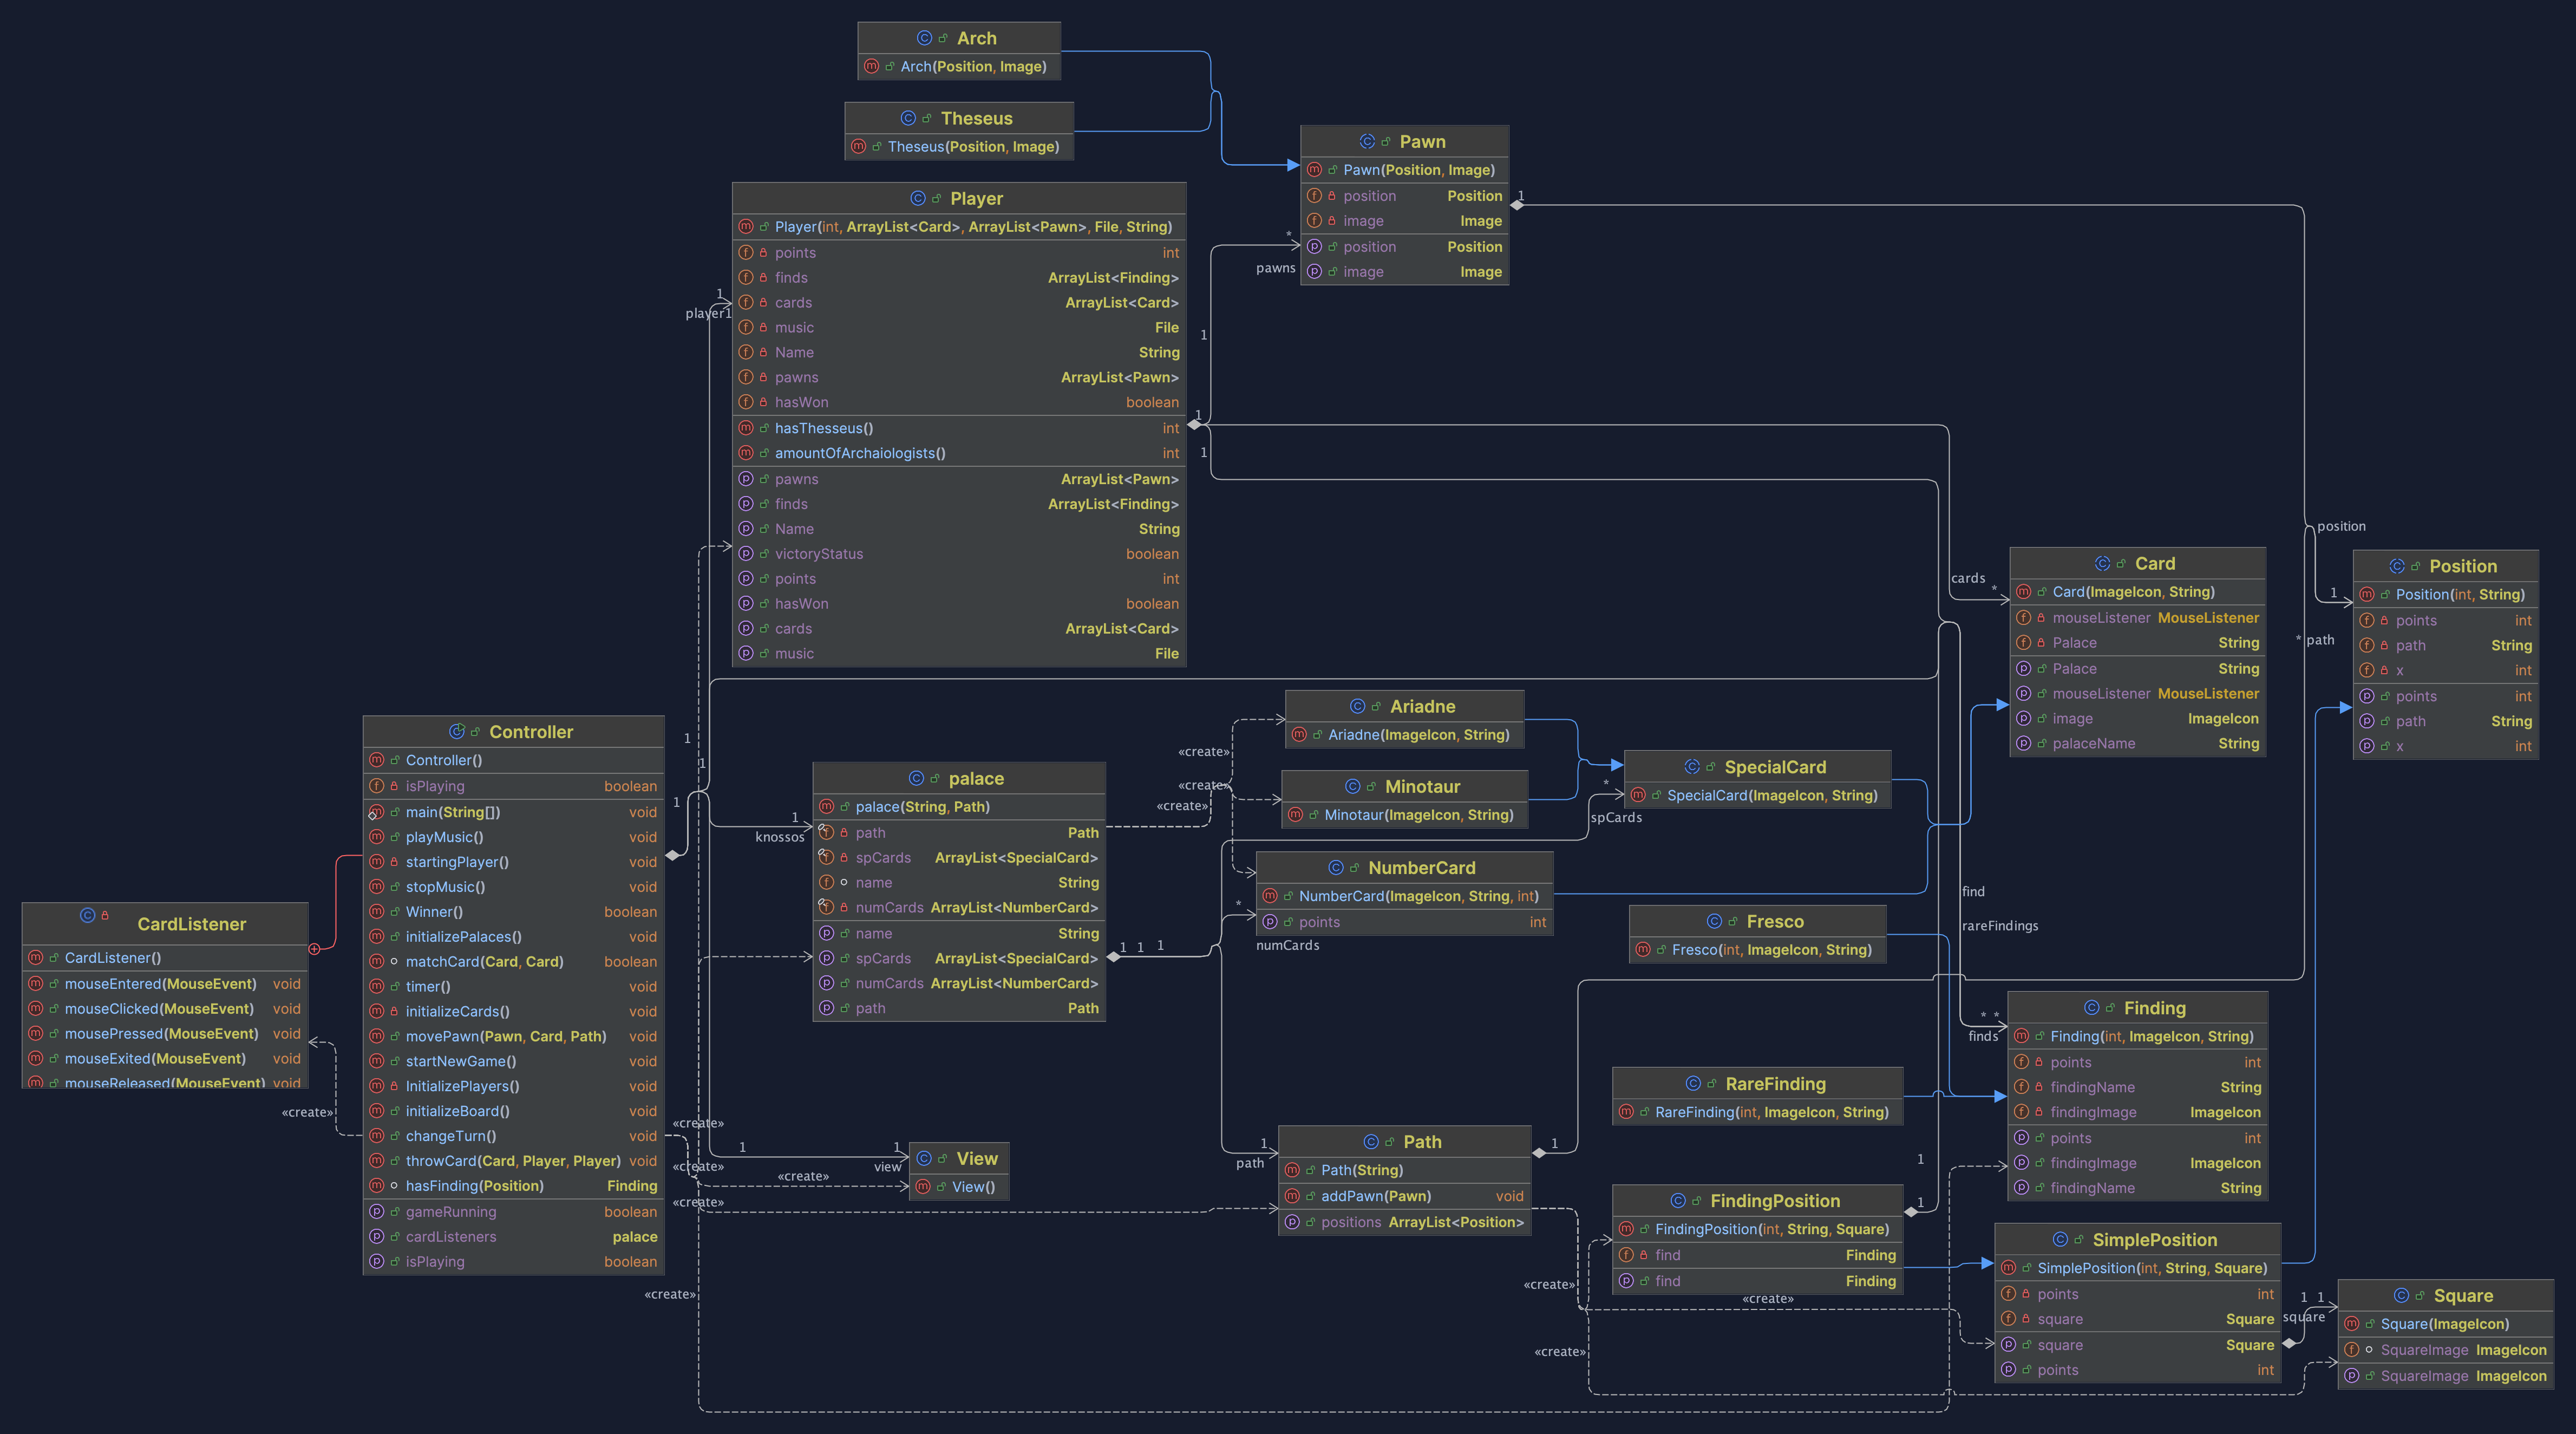 Arch
Arch(Position, Image)
Theseus
Theseus(Position, Image)
Pawn
Pawn(Position, Image)
position Position
image Image
position Position
image Image
1
*
pawns
1
Player
Player(int, ArrayList<Card>, ArrayList<Pawn>, File, String)
points int
finds ArrayList<Finding>
cards ArrayList<Card>
music File
Name String
pawns ArrayList<Pawn>
hasWon boolean
hasThesseus() int
amountOfArchaiologists() int
pawns ArrayList<Pawn>
finds ArrayList<Finding>
Name String
victoryStatus boolean
points int
hasWon boolean
cards ArrayList<Card>
music File
1
player1
1
1
position
cards
*
Card
Card(ImageIcon, String)
mouseListener MouseListener
Palace String
Palace String
mouseListener MouseListener
image ImageIcon
palaceName String
1
* path
Position
Position(int, String)
points int
path String
x int
points int
path String
x int
Controller
Controller()
isPlaying boolean
main(String[]) void
playMusic() void
startingPlayer() void
stopMusic() void
Winner() boolean
initializePalaces() void
matchCard(Card, Card) boolean
timer() void
initializeCards() void
movePawn(Pawn, Card, Path) void
startNewGame() void
InitializePlayers() void
initializeBoard() void
changeTurn() void
throwCard(Card, Player, Player) void
hasFinding(Position) Finding
gameRunning boolean
cardListeners palace
isPlaying boolean
1
1
1
CardListener
CardListener()
mouseEntered(MouseEvent) void
mouseClicked(MouseEvent) void
mousePressed(MouseEvent) void
mouseExited(MouseEvent) void
mouseReleased(MouseEvent) void
«create»
1
knossos
palace
palace(String, Path)
path Path
spCards ArrayList<SpecialCard>
name String
numCards ArrayList<NumberCard>
name String
spCards ArrayList<SpecialCard>
numCards ArrayList<NumberCard>
path Path
1 1 1
«create»
«create»
«create»
Ariadne
Ariadne(ImageIcon, String)
Minotaur
Minotaur(ImageIcon, String)
SpecialCard
SpecialCard(ImageIcon, String)
*
spCards
NumberCard
NumberCard(ImageIcon, String, int)
points int
*
numCards
Fresco
Fresco(int, ImageIcon, String)
find
rareFindings
* *
finds
Finding
Finding(int, ImageIcon, String)
points int
findingName String
findingImage ImageIcon
points int
findingImage ImageIcon
findingName String
RareFinding
RareFinding(int, ImageIcon, String)
«create»
«create»
«create»
«create»
«create»
1
1
view
View
View()
1
path
Path
Path(String)
addPawn(Pawn) void
positions ArrayList<Position>
1
1
1
FindingPosition
FindingPosition(int, String, Square)
find Finding
find Finding
«create»
«create»
«create»
SimplePosition
SimplePosition(int, String, Square)
points int
square Square
square Square
points int
1 1
square
Square
Square(ImageIcon)
SquareImage ImageIcon
SquareImage ImageIcon